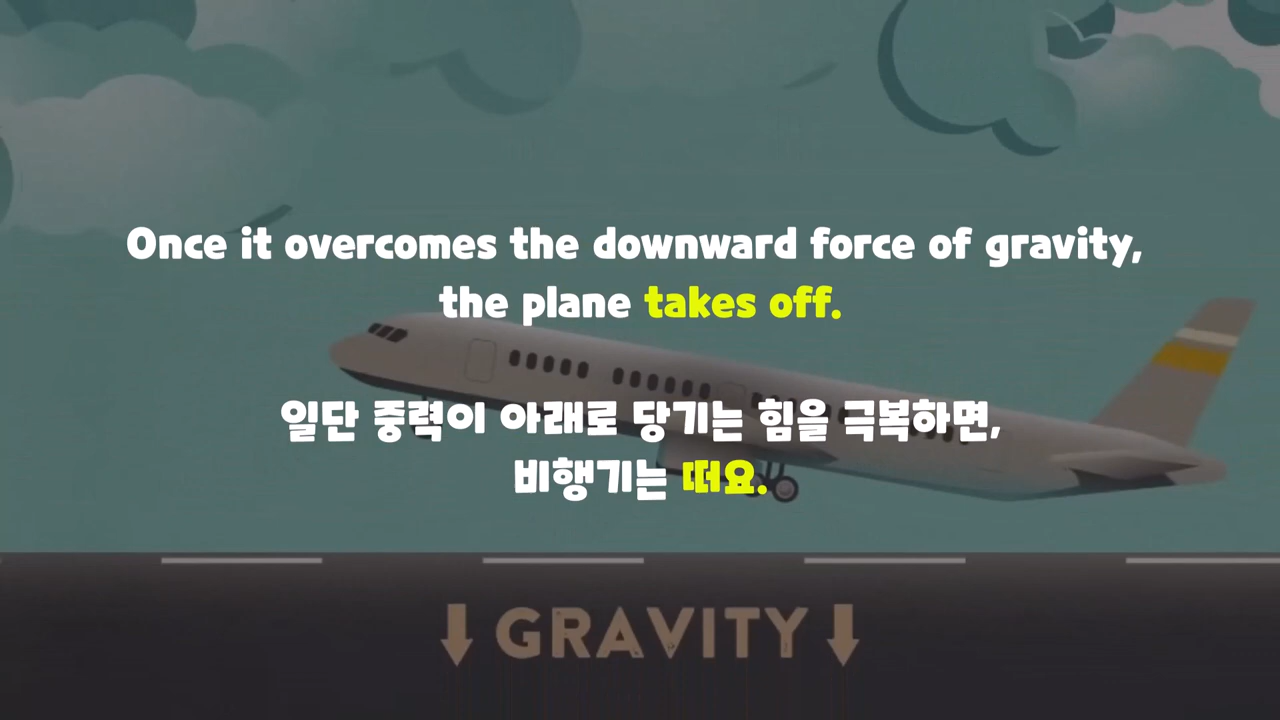 Once it overcomes the downward force of gravity,
the plane takes off.
일단 중력이 아래로 당기는 힘을 극복하면,
비행기는 떠요.
↓ GRAVITY ↓